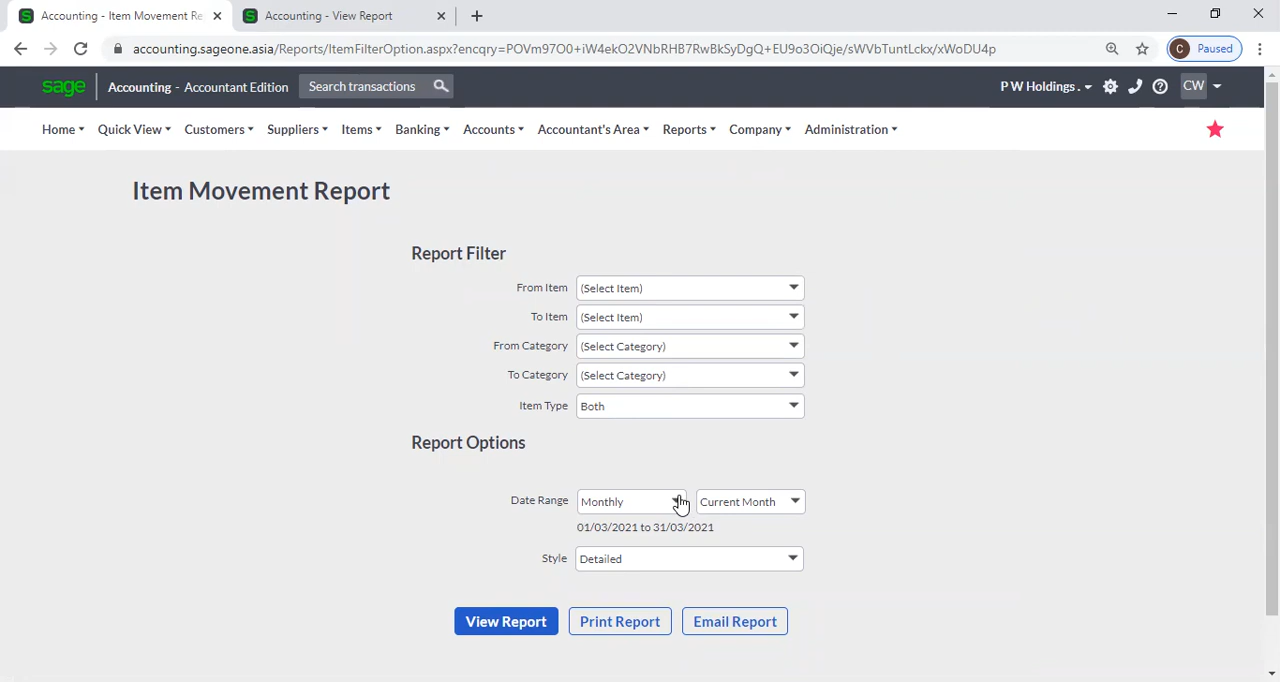 Accounting - Item Movement Re
Accounting - View Report
accounting.sageone.asia/Reports/ItemFilterOption.aspx?encqry=POVm97O0+iW4ekO2VNbRHB7RwBkSyDgQ+EU9o3OiQje/sWVbTuntLckx/xWoDU4p
C Paused
sage Accounting - Accountant Edition Search transactions P W Holdings . CW
Home Quick View Customers Suppliers Items Banking Accounts Accountant's Area Reports Company Administration
Item Movement Report
Report Filter
From Item (Select Item)
To Item (Select Item)
From Category (Select Category)
To Category (Select Category)
Item Type Both
Report Options
Date Range Monthly Current Month
01/03/2021 to 31/03/2021
Style Detailed
View Report Print Report Email Report